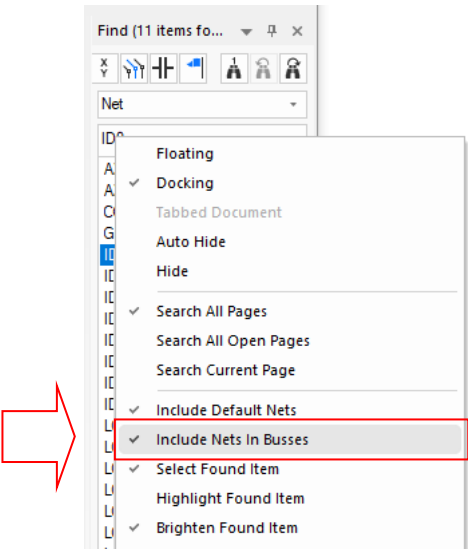 Find (11 items fo...
Net
Floating
Docking
Tabbed Document
Auto Hide
Hide
Search All Pages
Search All Open Pages
Search Current Page
Include Default Nets
Include Nets In Busses
Select Found Item
Highlight Found Item
Brighten Found Item